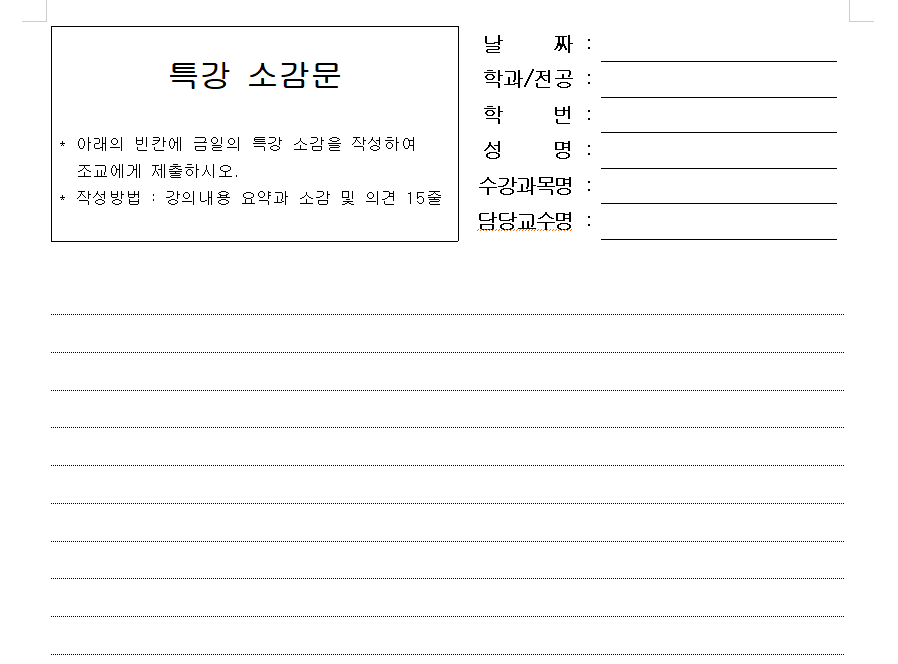 특강 소감문
* 아래의 빈칸에 금일의 특강 소감을 작성하여
조교에게 제출하시오.
* 작성방법 : 강의내용 요약과 소감 및 의견 15줄
날 짜 :
학과/전공 :
학 번 :
성 명 :
수강과목명 :
담당교수명 :